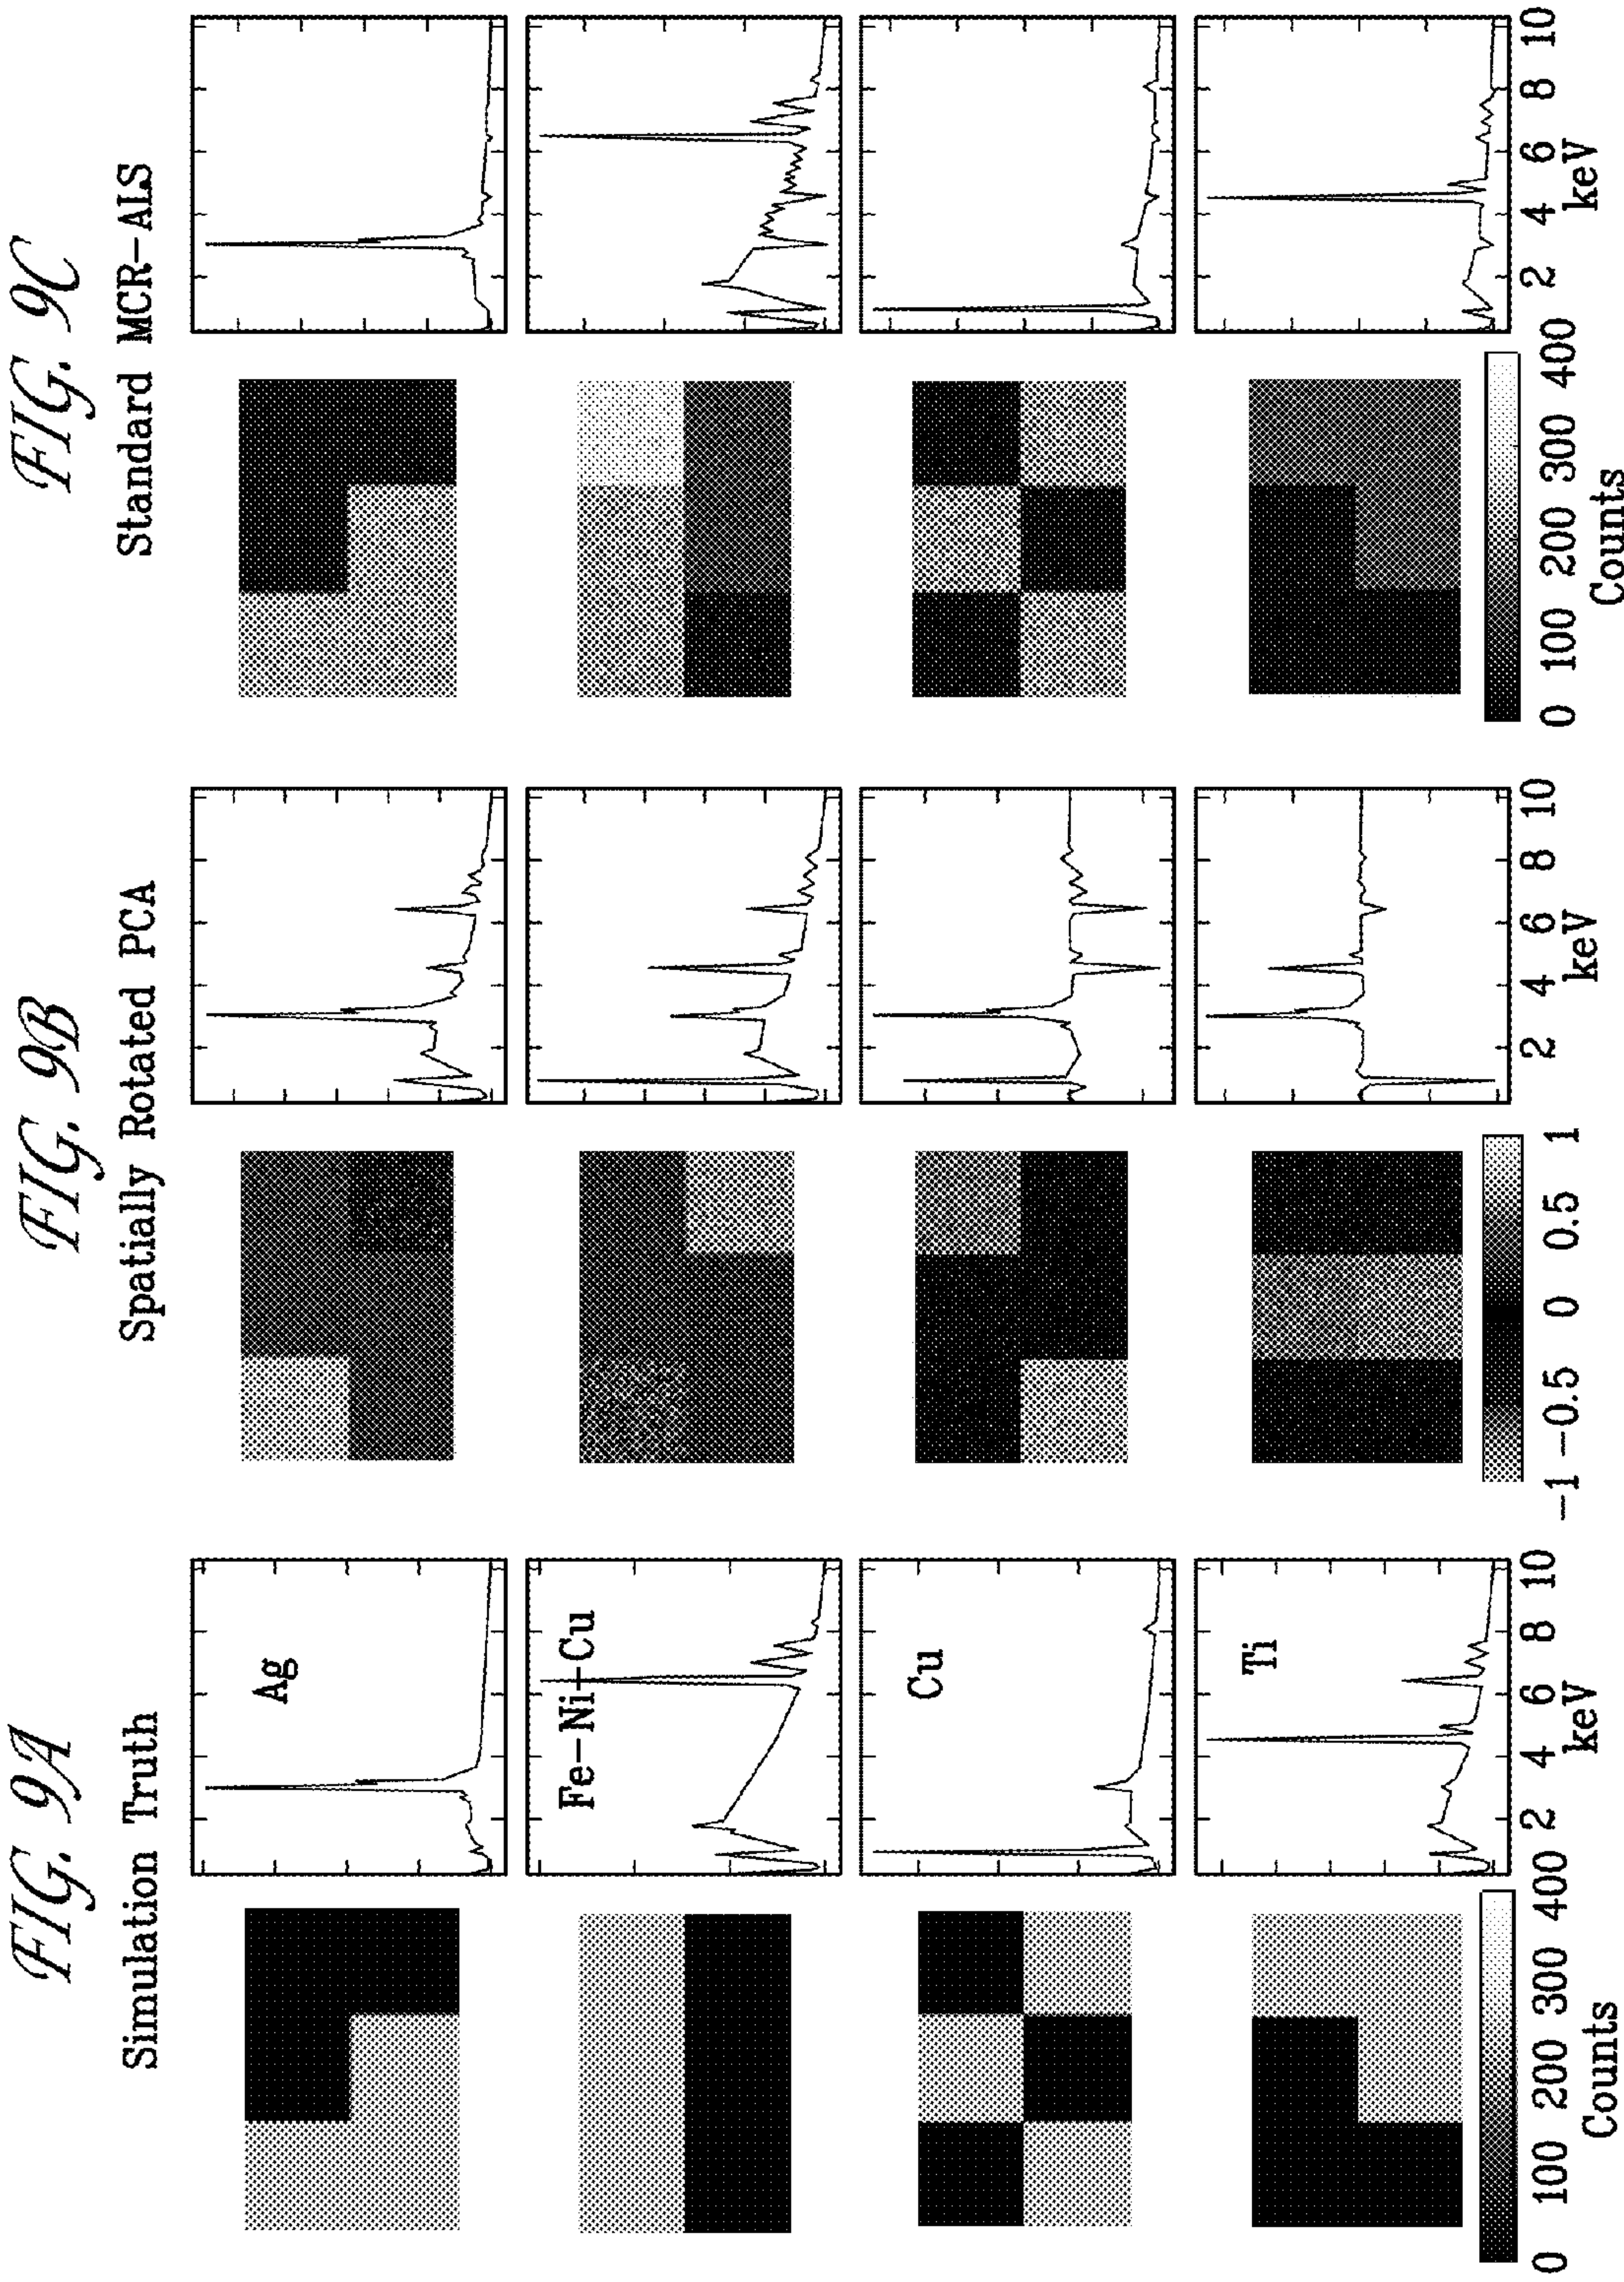 FIG. 9A
Simulation Truth
Ag
Fe-Ni-Cu
Cu
Ti
0 100 200 300 400
Counts
2 4 6 8 10
keV
FIG. 9B
Spatially Rotated PCA
-1 -0.5 0 0.5 1
2 4 6 8 10
keV
FIG. 9C
Standard MCR-ALS
0 100 200 300 400
Counts
2 4 6 8 10
keV